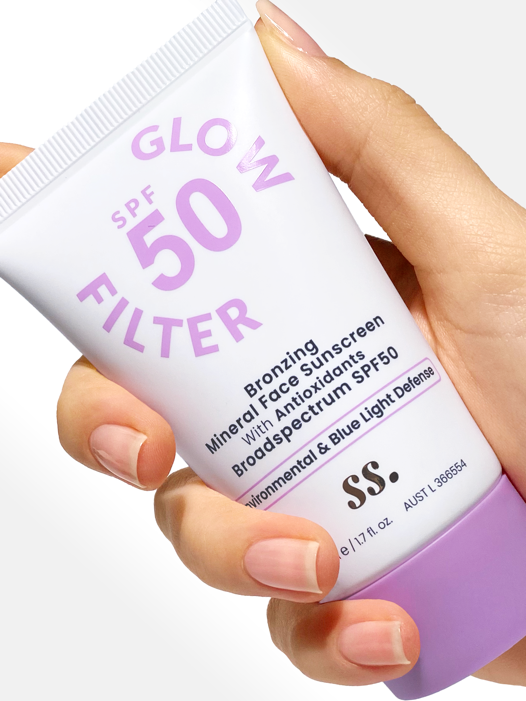 GLOW
SPF
50
FILTER
Bronzing
Mineral Face Sunscreen
With Antioxidants
Broadspectrum SPF50
& Blue Light Defense
ss.
/ 1.7 fl. oz. AUST L 366554